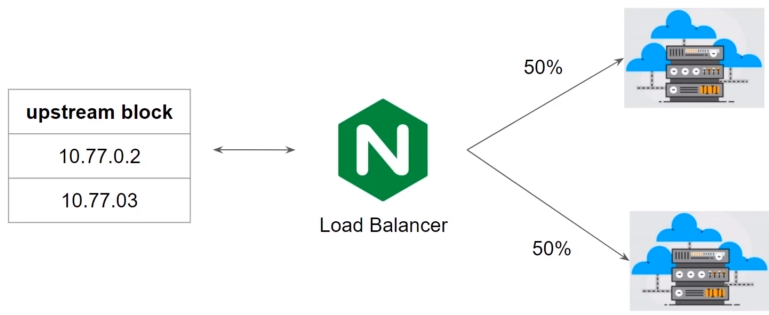 upstream block
10.77.0.2
10.77.03
N
Load Balancer
50%
50%